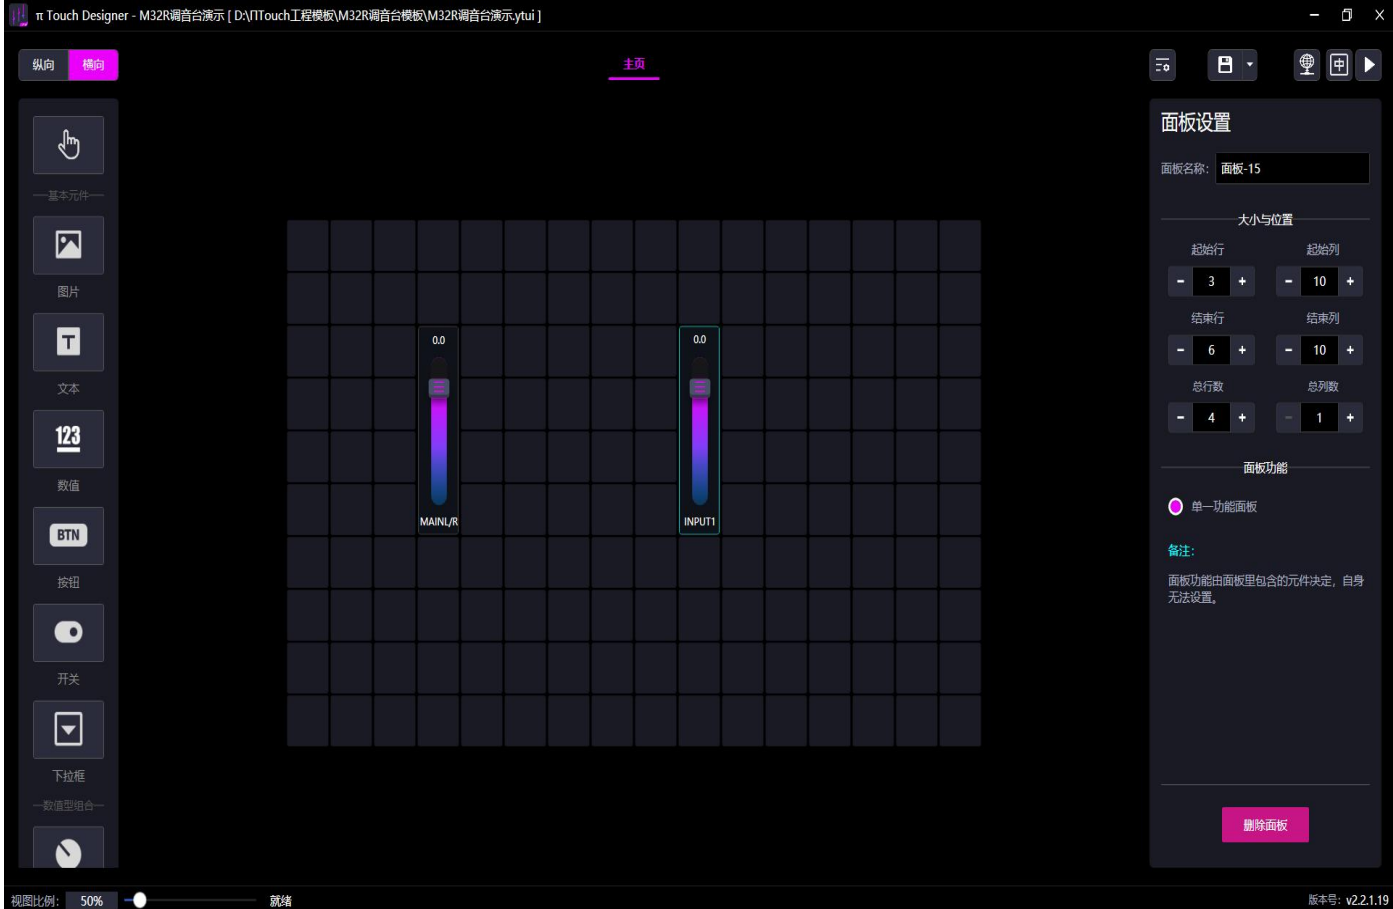 π Touch Designer - M32R调音台演示 [ D:\ΠTouch工程模板\M32R调音台模板\M32R调音台演示.ytui ]
纵向 横向
主页
中
面板设置
面板名称: 面板-15
基本元件
大小与位置
起始行 起始列
- 3 + - 10 +
图片
结束行 结束列
0.0 0.0
T
- 6 + - 10 +
文本
总行数 总列数
- 4 + - 1 +
123
面板功能
数值
单一功能面板
MAINL/R INPUT1
BTN
备注:
按钮
面板功能由面板里包含的元件决定，自身
无法设置。
开关
下拉框
数值型组合
删除面板
视图比例: 50% 就绪 版本号: v2.2.1.19